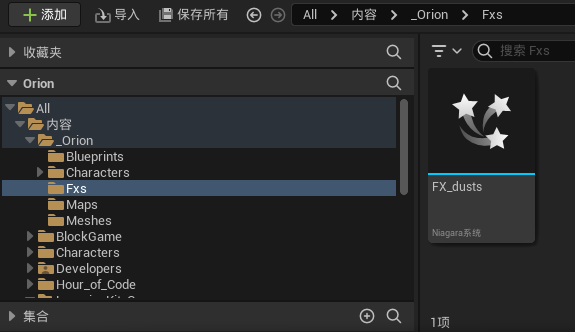 添加 导入 保存所有 All 内容 _Orion Fxs
收藏夹
搜索 Fxs
Orion
All
内容
_Orion
Blueprints
Characters
Fxs
Maps
Meshes
BlockGame
Characters
Developers
Hour_of_Code
集合
FX_dusts
Niagara系统
1项